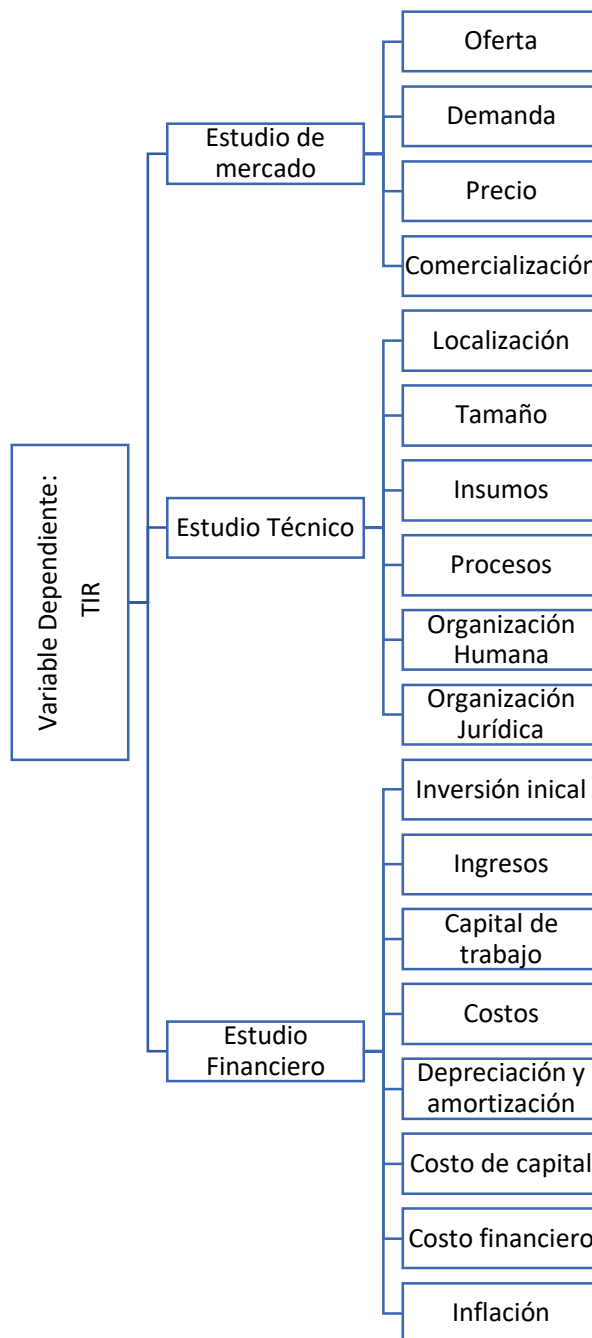 Variable Dependiente:
TIR
Estudio de
mercado
Oferta
Demanda
Precio
Comercialización
Estudio Técnico
Localización
Tamaño
Insumos
Procesos
Organización
Humana
Organización
Jurídica
Estudio
Financiero
Inversión inical
Ingresos
Capital de
trabajo
Costos
Depreciación y
amortización
Costo de capital
Costo financiero
Inflación